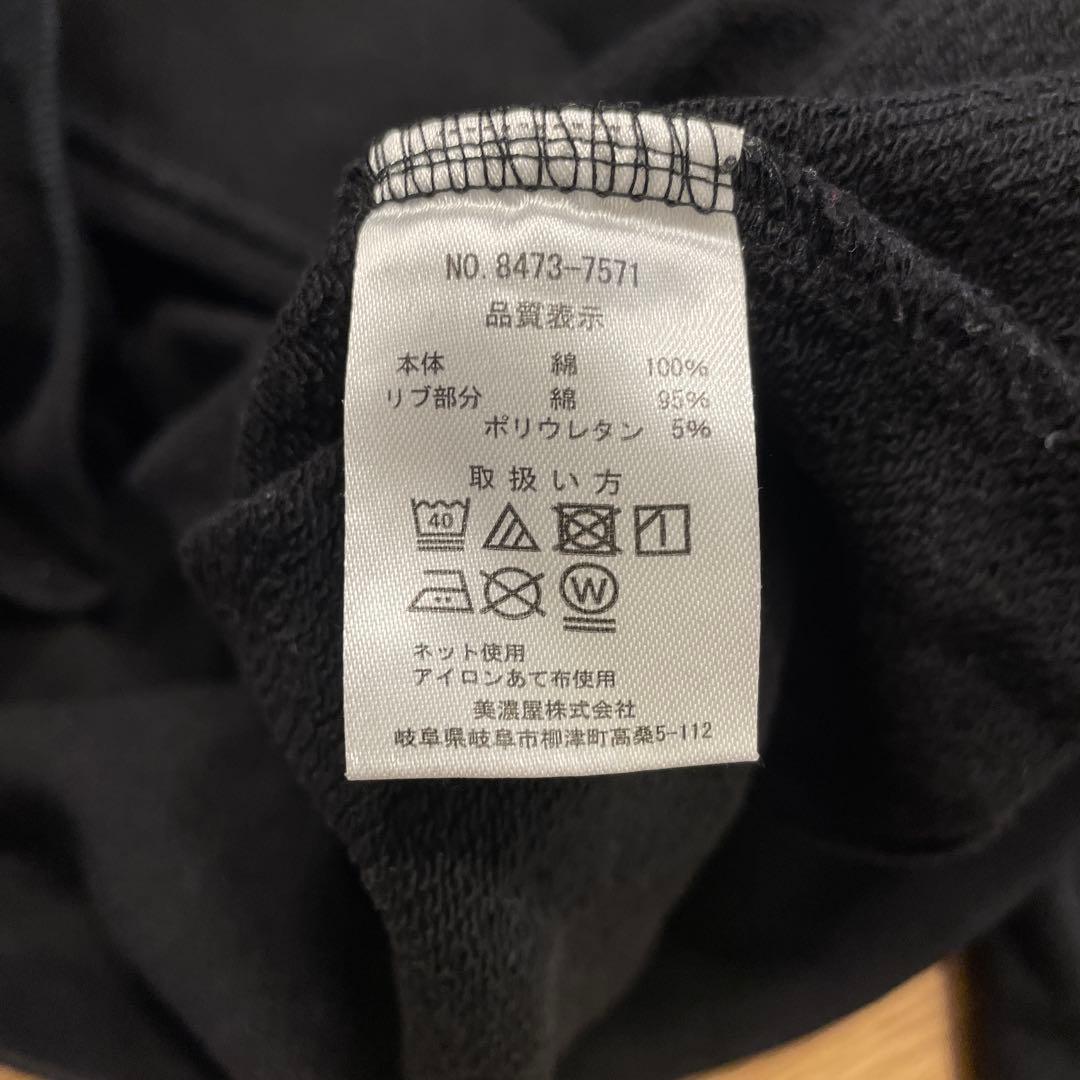 NO. 8473-7571
品質表示
本体 綿 100%
リブ部分 綿 95%
ポリウレタン 5%
取扱い方
40
W
ネット使用
アイロンあて布使用
美濃屋株式会社
岐阜県岐阜市柳津町高桑5-112